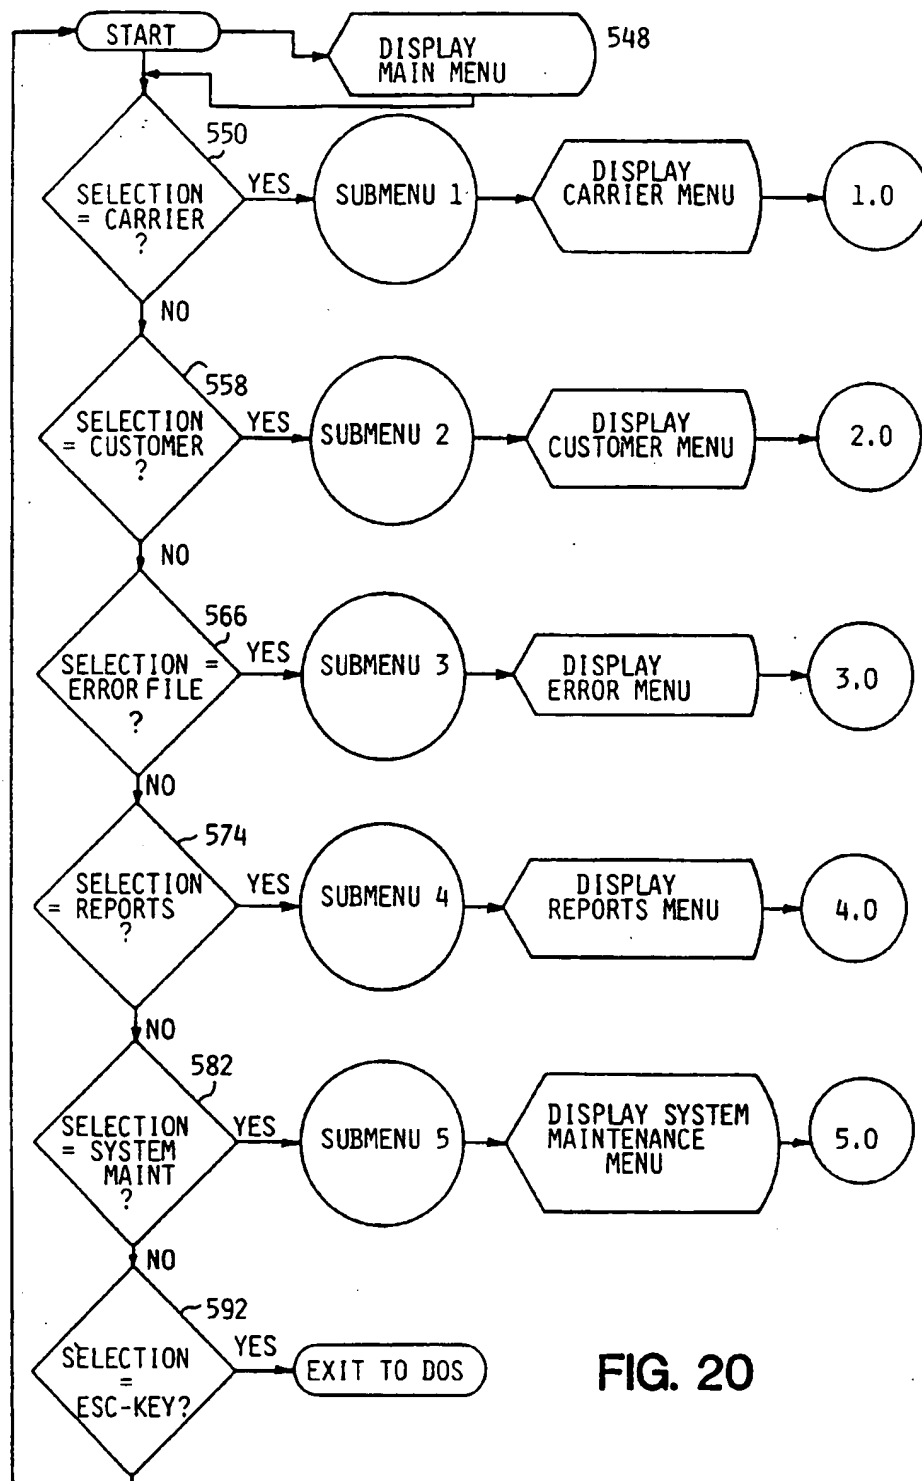 START
DISPLAY
MAIN MENU
548
550
SELECTION
= CARRIER
?
YES
SUBMENU 1
DISPLAY
CARRIER MENU
1.0
NO
558
SELECTION
= CUSTOMER
?
YES
SUBMENU 2
DISPLAY
CUSTOMER MENU
2.0
NO
566
SELECTION =
ERROR FILE
?
YES
SUBMENU 3
DISPLAY
ERROR MENU
3.0
NO
574
SELECTION
= REPORTS
?
YES
SUBMENU 4
DISPLAY
REPORTS MENU
4.0
NO
582
SELECTION
= SYSTEM
MAINT
?
YES
SUBMENU 5
DISPLAY SYSTEM
MAINTENANCE
MENU
5.0
NO
592
SELECTION
=
ESC-KEY?
YES
EXIT TO DOS
FIG. 20